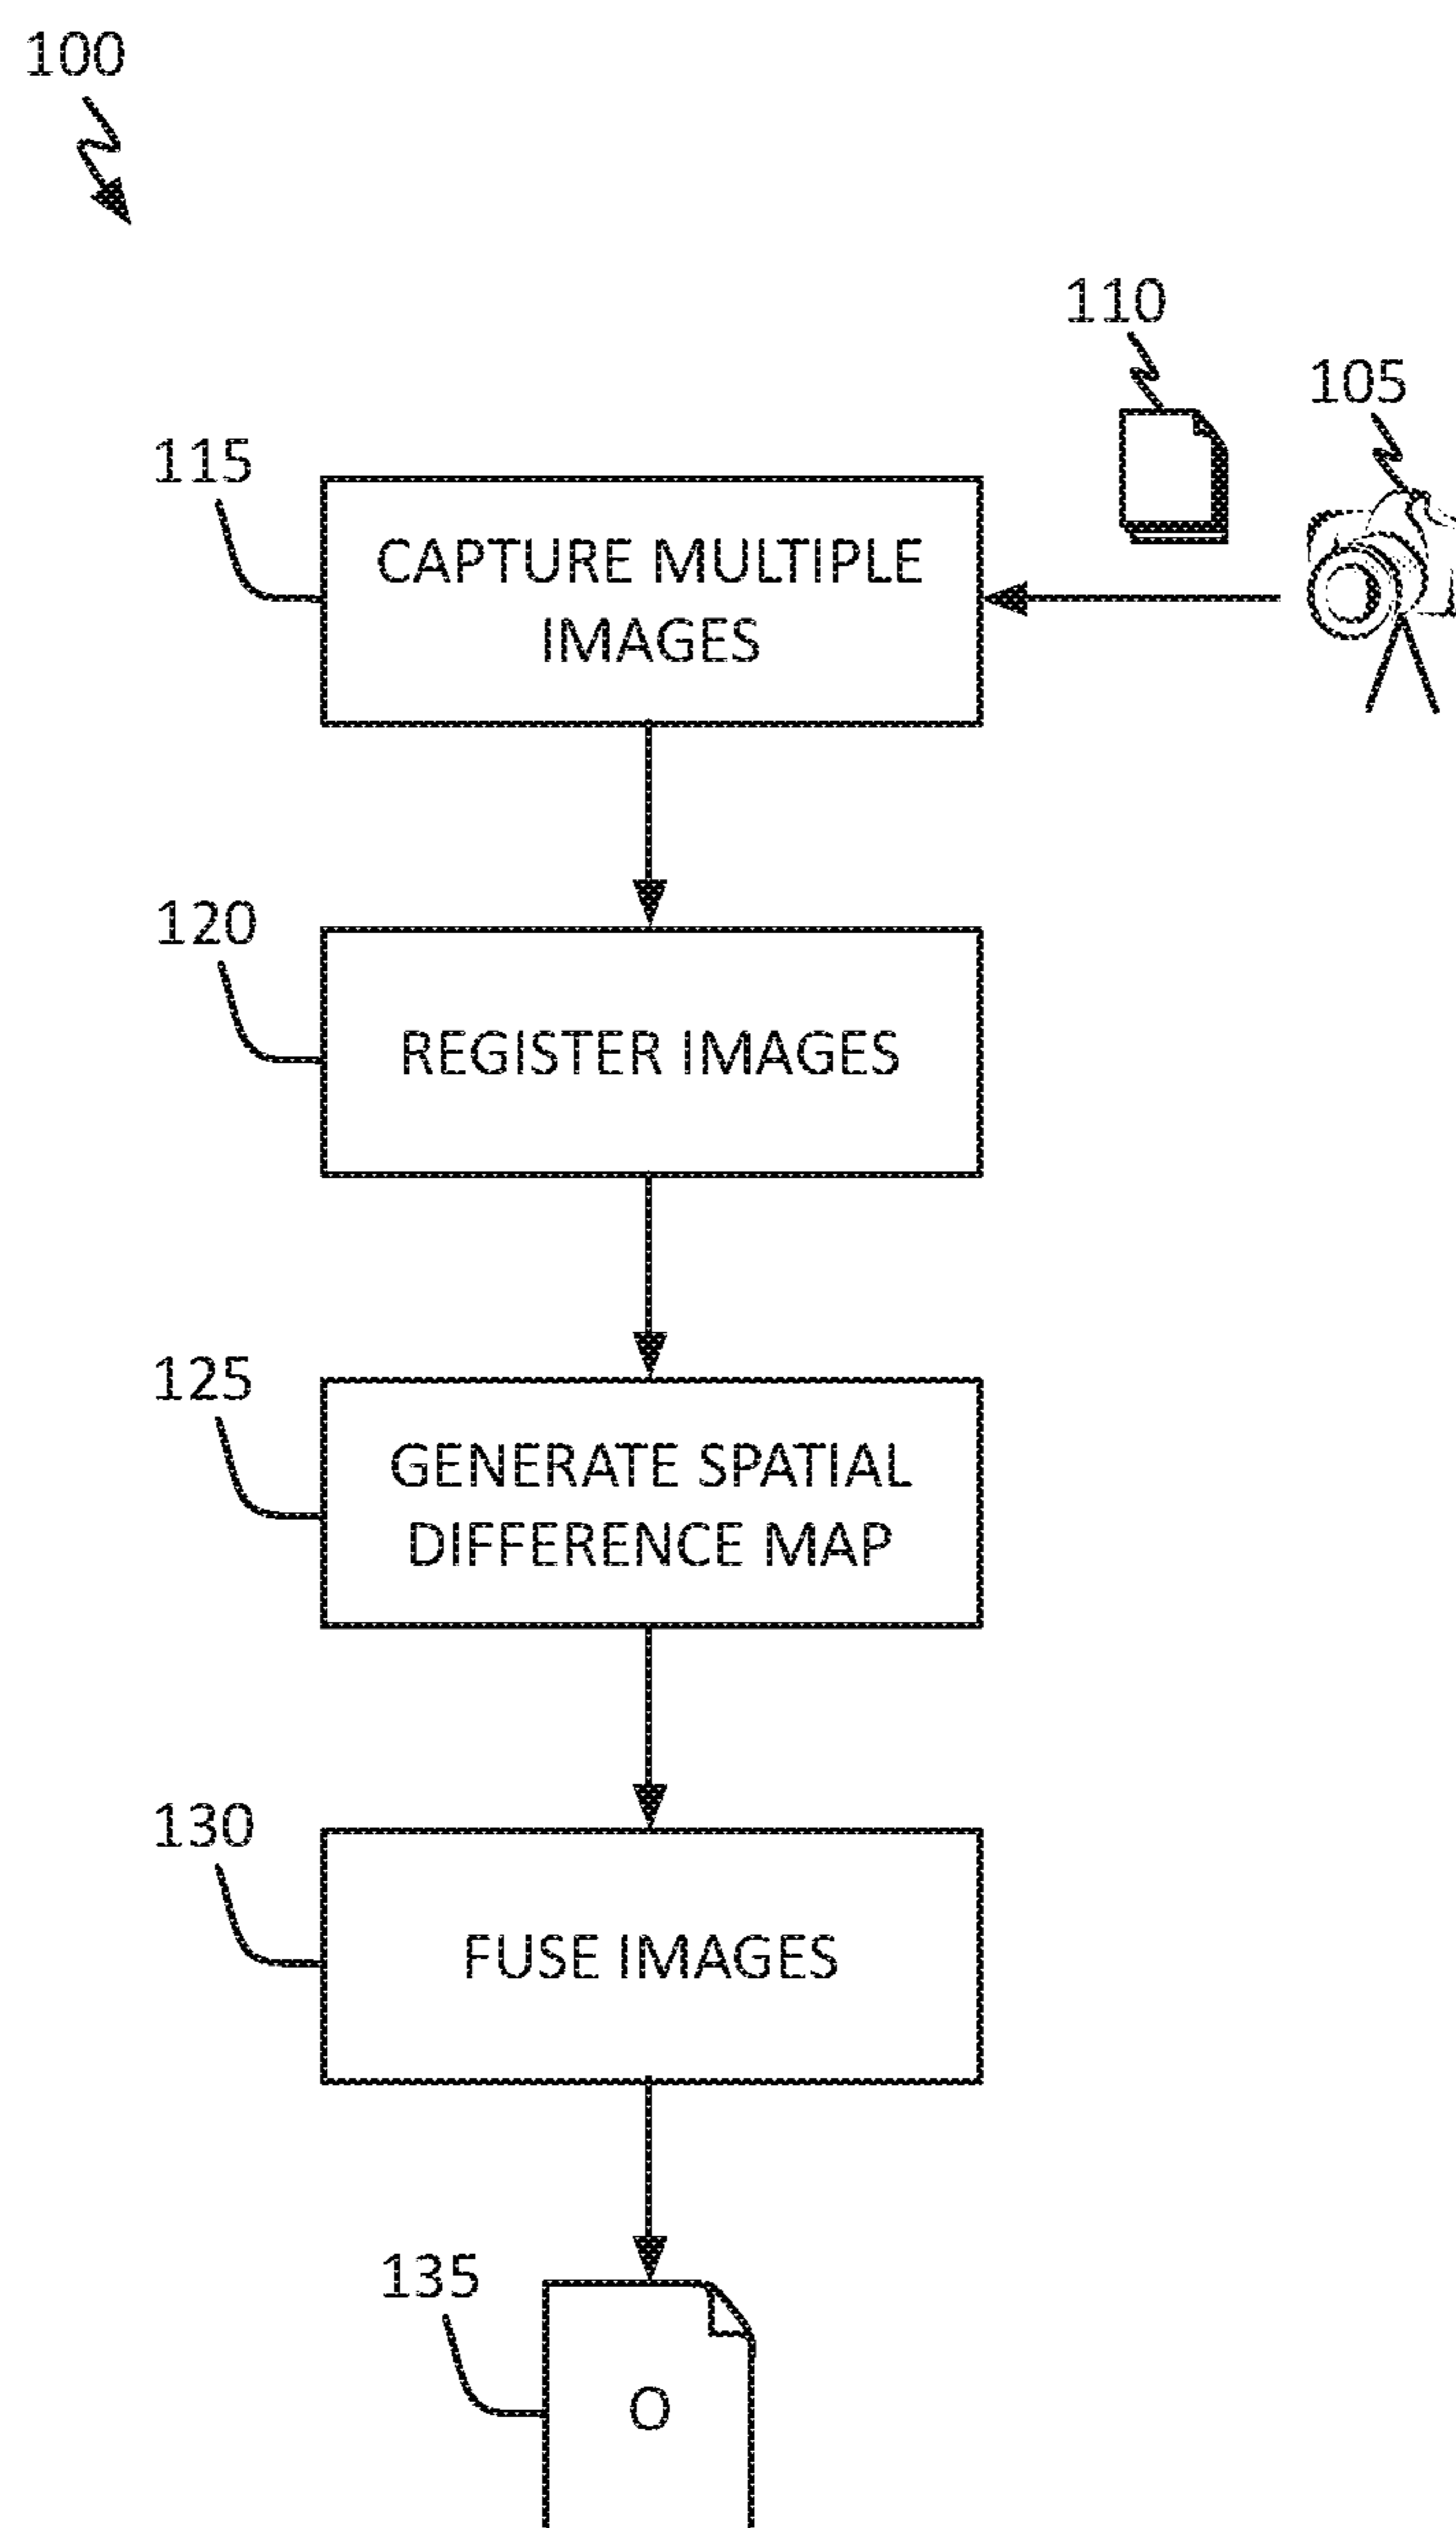 100
110
105
115
CAPTURE MULTIPLE
IMAGES
120
REGISTER IMAGES
125
GENERATE SPATIAL
DIFFERENCE MAP
130
FUSE IMAGES
135
O